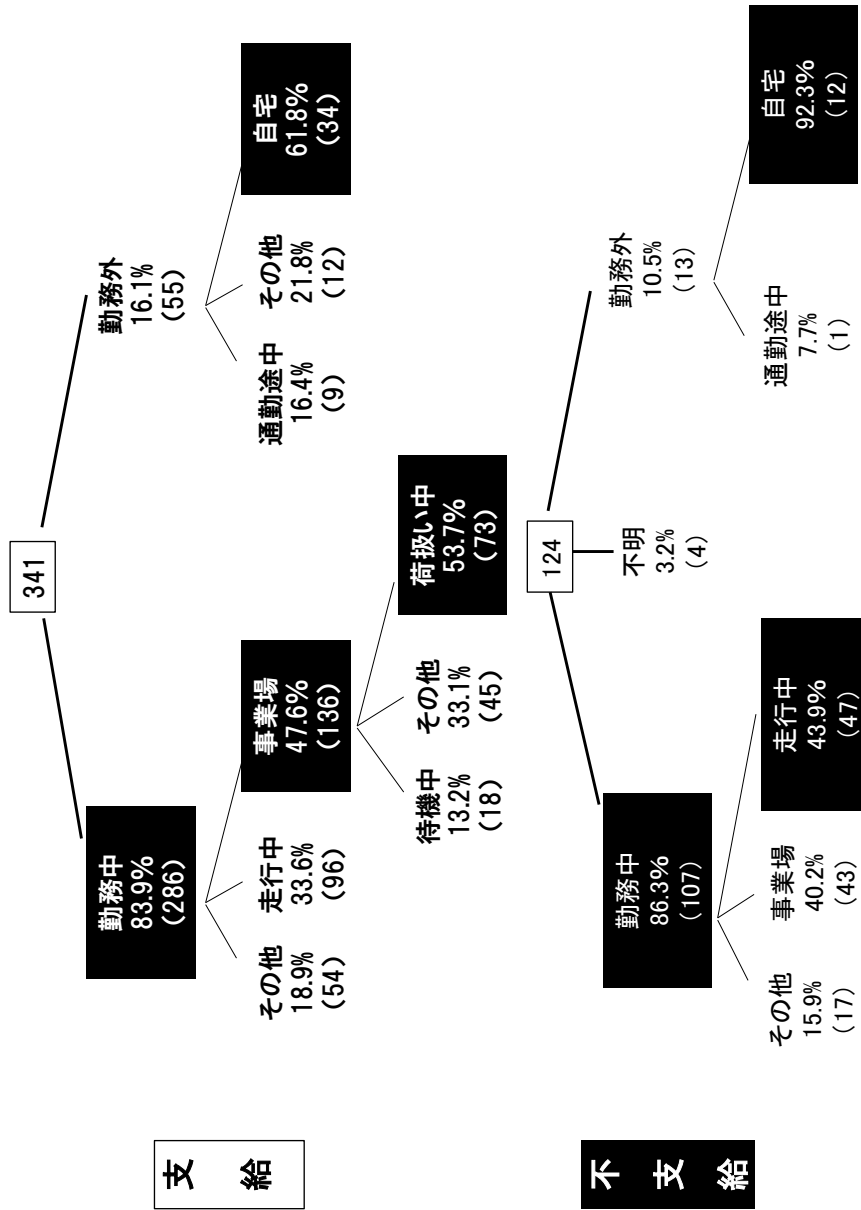 支給
341
勤務中
83.9%
(286)
勤務外
16.1%
(55)
その他
18.9%
(54)
走行中
33.6%
(96)
事業場
47.6%
(136)
通勤途中
16.4%
(9)
その他
21.8%
(12)
自宅
61.8%
(34)
待機中
13.2%
(18)
その他
33.1%
(45)
荷扱い中
53.7%
(73)
不支給
124
勤務中
86.3%
(107)
不明
3.2%
(4)
勤務外
10.5%
(13)
その他
15.9%
(17)
事業場
40.2%
(43)
走行中
43.9%
(47)
通勤途中
7.7%
(1)
自宅
92.3%
(12)